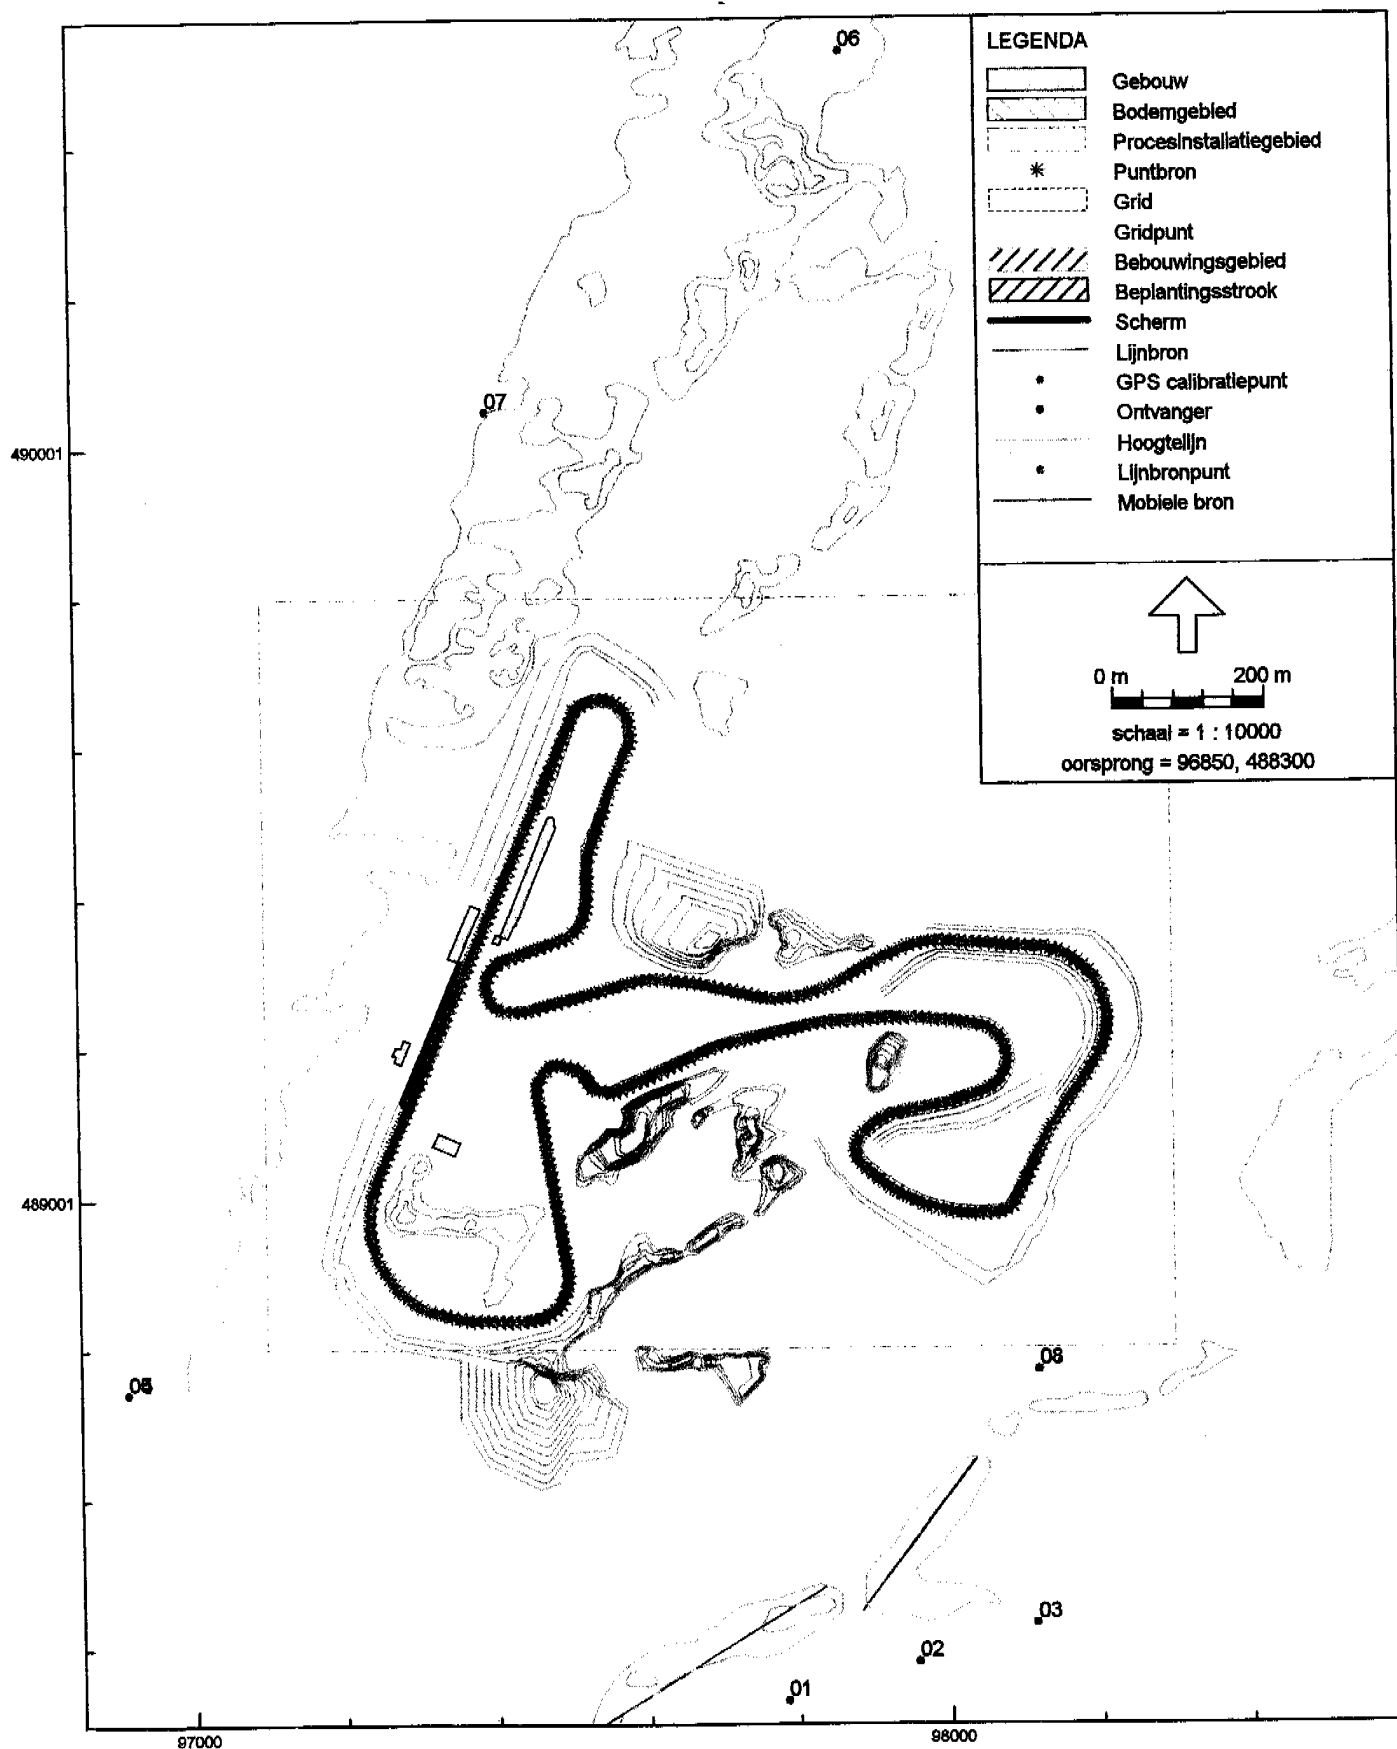 06
LEGENDA
Gebouw
Bodemgebied
Procesinstallatiegebied
Puntbron
Grid
Gridpunt
Bebouwingsgebied
Beplantingsstrook
Scherm
Lijnbron
GPS calibratiepunt
Ontvanger
Hoogtelijn
Lijnbronpunt
Mobiele bron
07
490001
0 m 200 m
schaal = 1 : 10000
oorsprong = 96850, 488300
489001
08
03
02
01
97000
98000